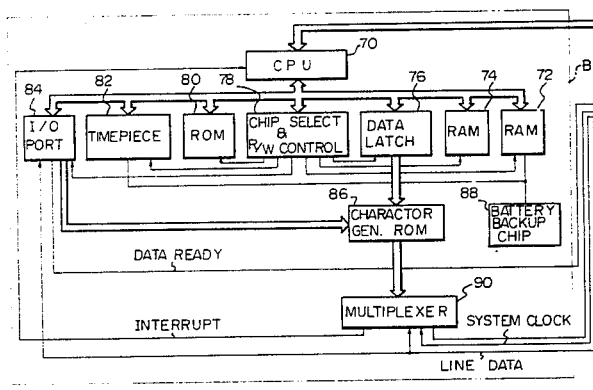 70
CPU
B
84
82
80
78
76
74
72
I/O
PORT
TIMEPIECE
ROM
CHIP SELECT
&
R/W CONTROL
DATA
LATCH
RAM
RAM
86
CHARACTOR
GEN. ROM
88
BATTERY
BACKUP
CHIP
DATA READY
90
MULTIPLEXER
INTERRUPT
SYSTEM CLOCK
LINE DATA